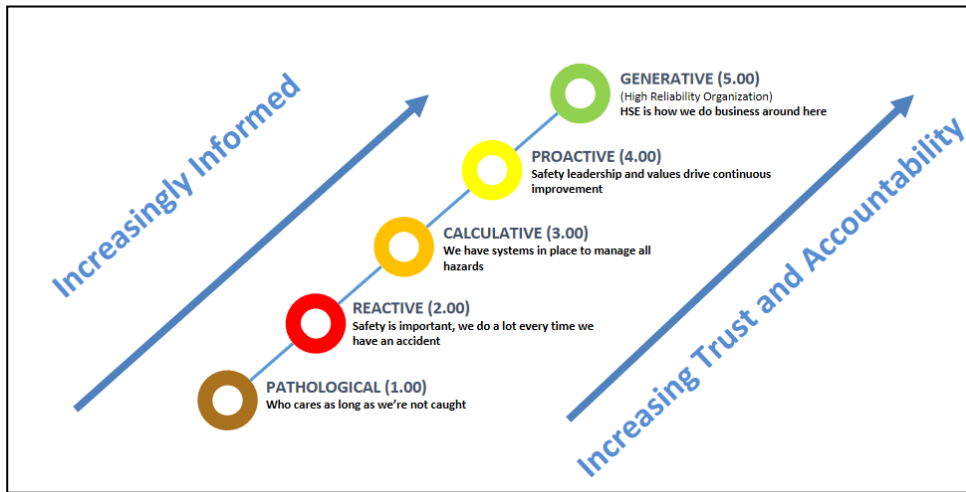 Increasingly Informed
GENERATIVE (5.00)
(High Reliability Organization)
HSE is how we do business around here
PROACTIVE (4.00)
Safety leadership and values drive continuous
improvement
CALCULATIVE (3.00)
We have systems in place to manage all
hazards
REACTIVE (2.00)
Safety is important, we do a lot every time we
have an accident
PATHOLOGICAL (1.00)
Who cares as long as we’re not caught
Increasing Trust and Accountability